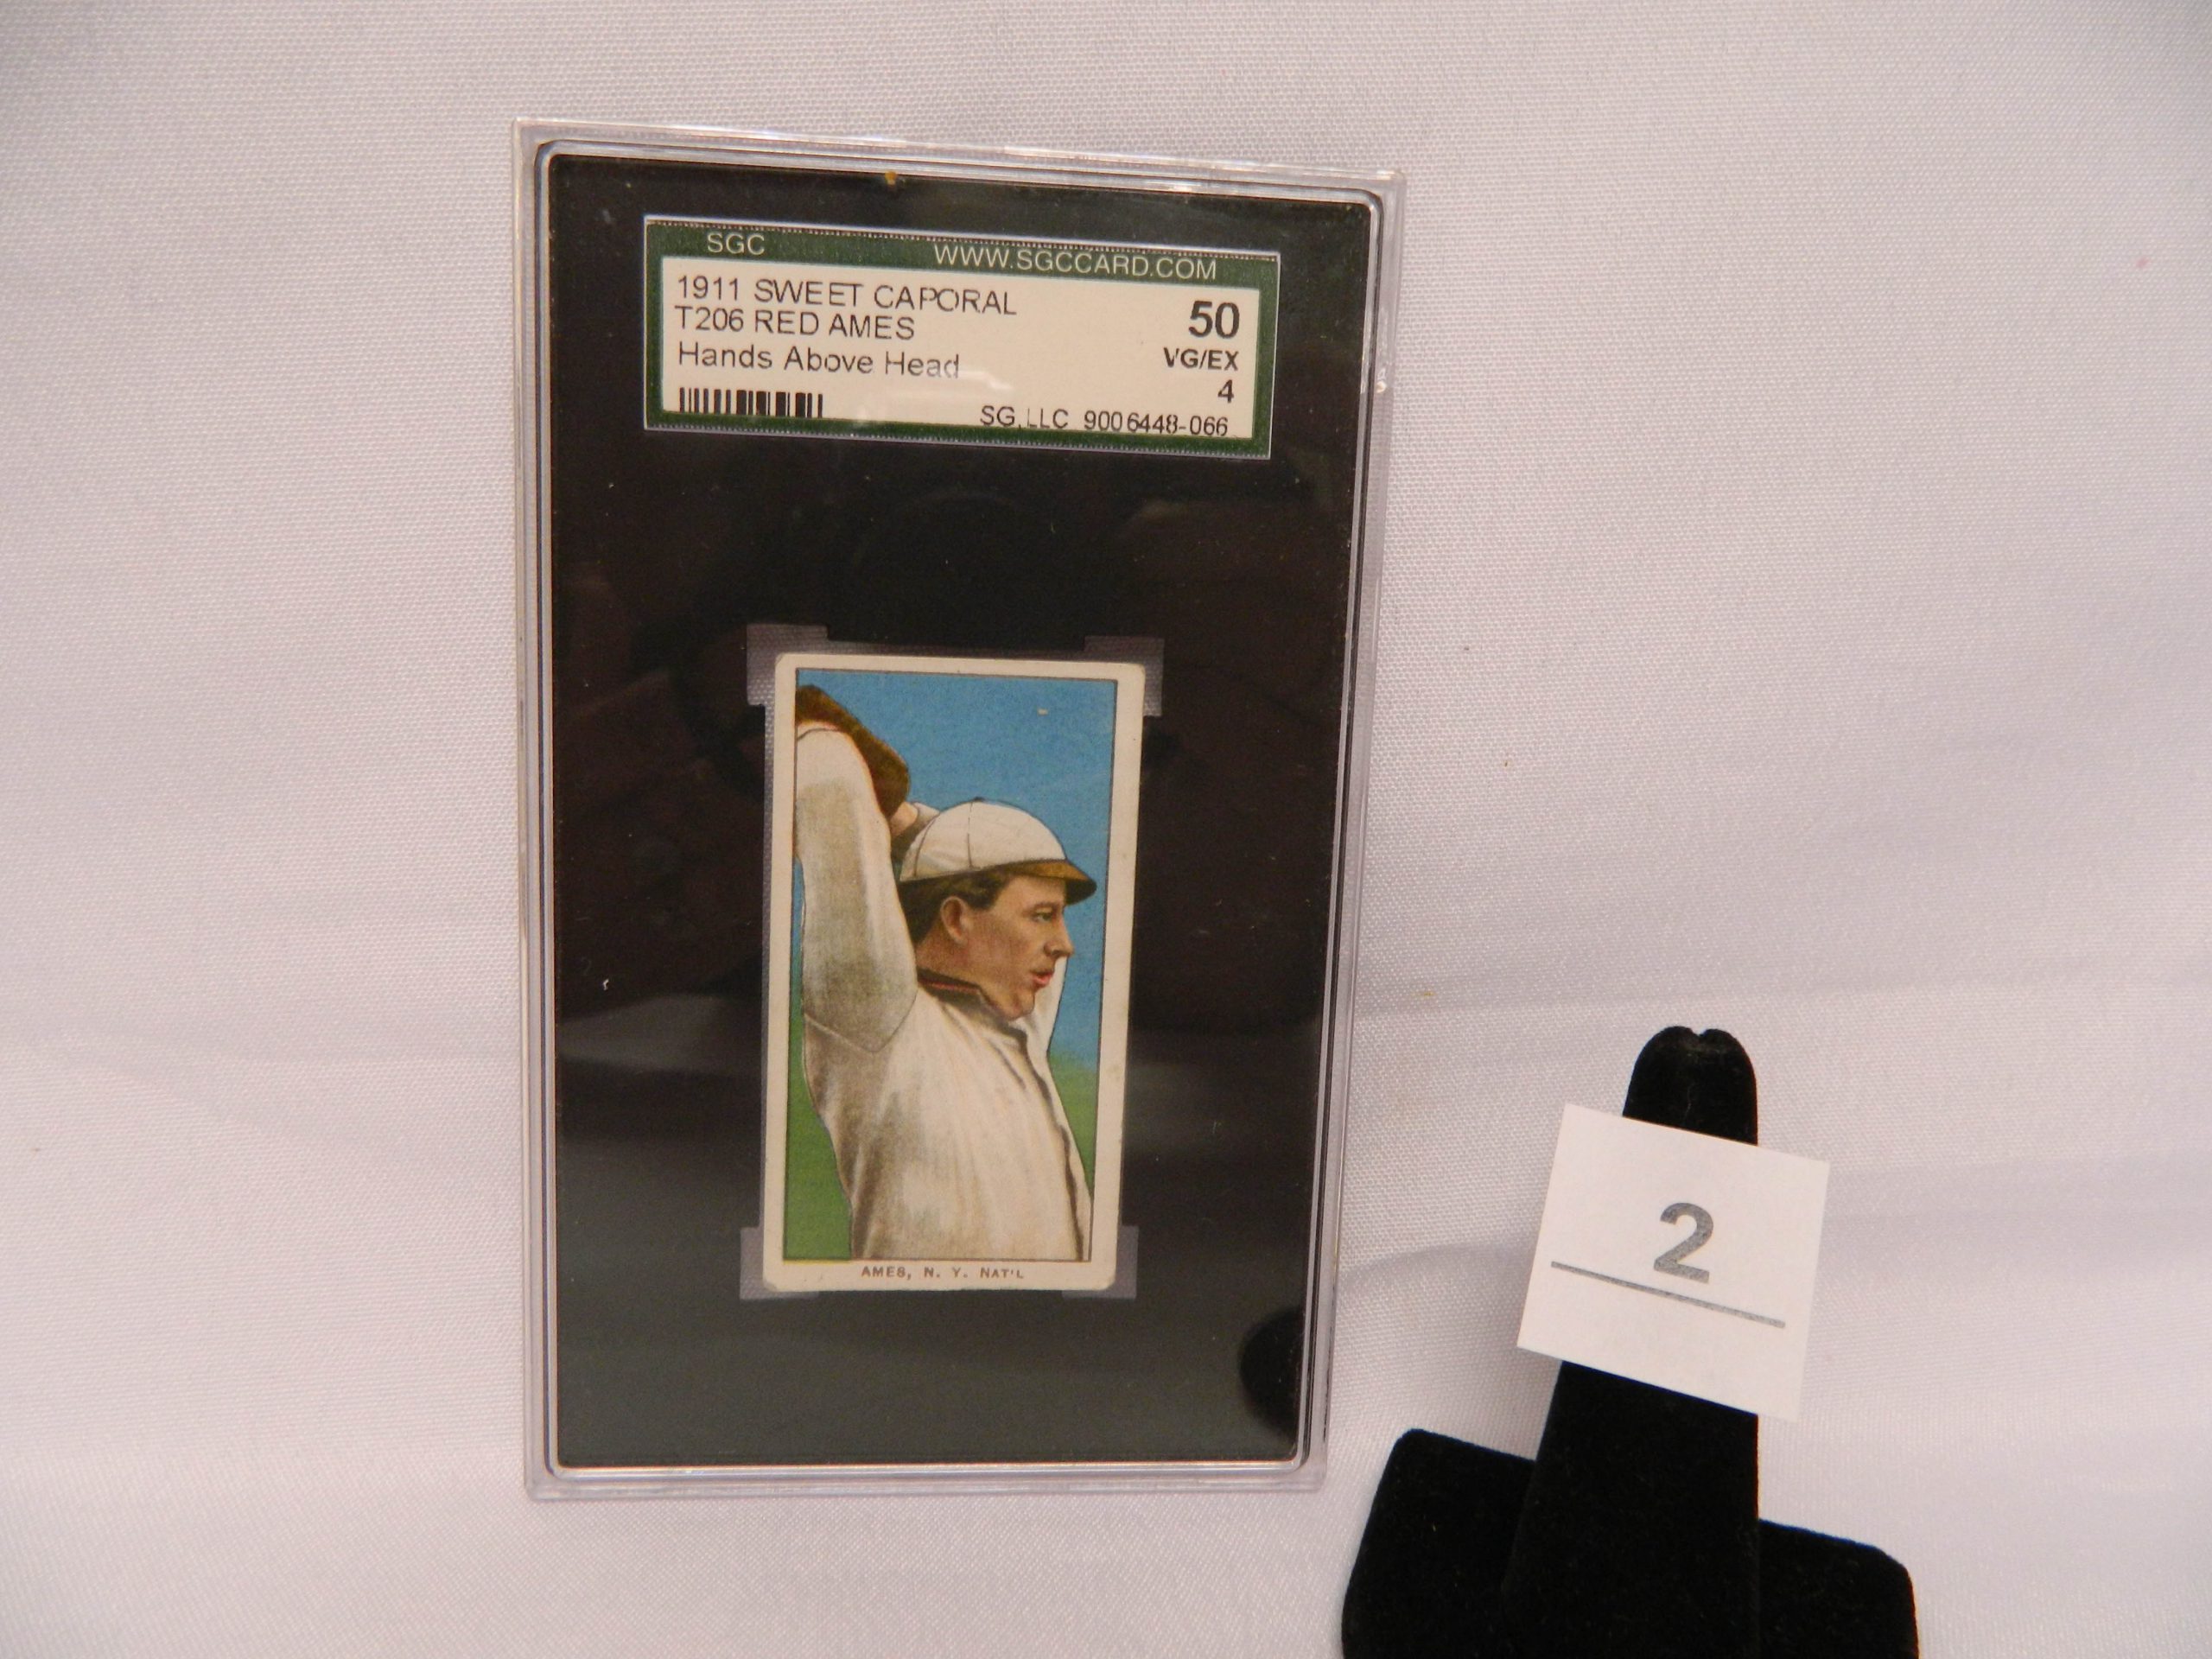 SGC WWW.SGCCARD.COM
1911 SWEET CAPORAL 50
T206 RED AMES VG/EX
Hands Above Head 4
SG,LLC 9006448-066
AMES, N. Y. NAT'L
2